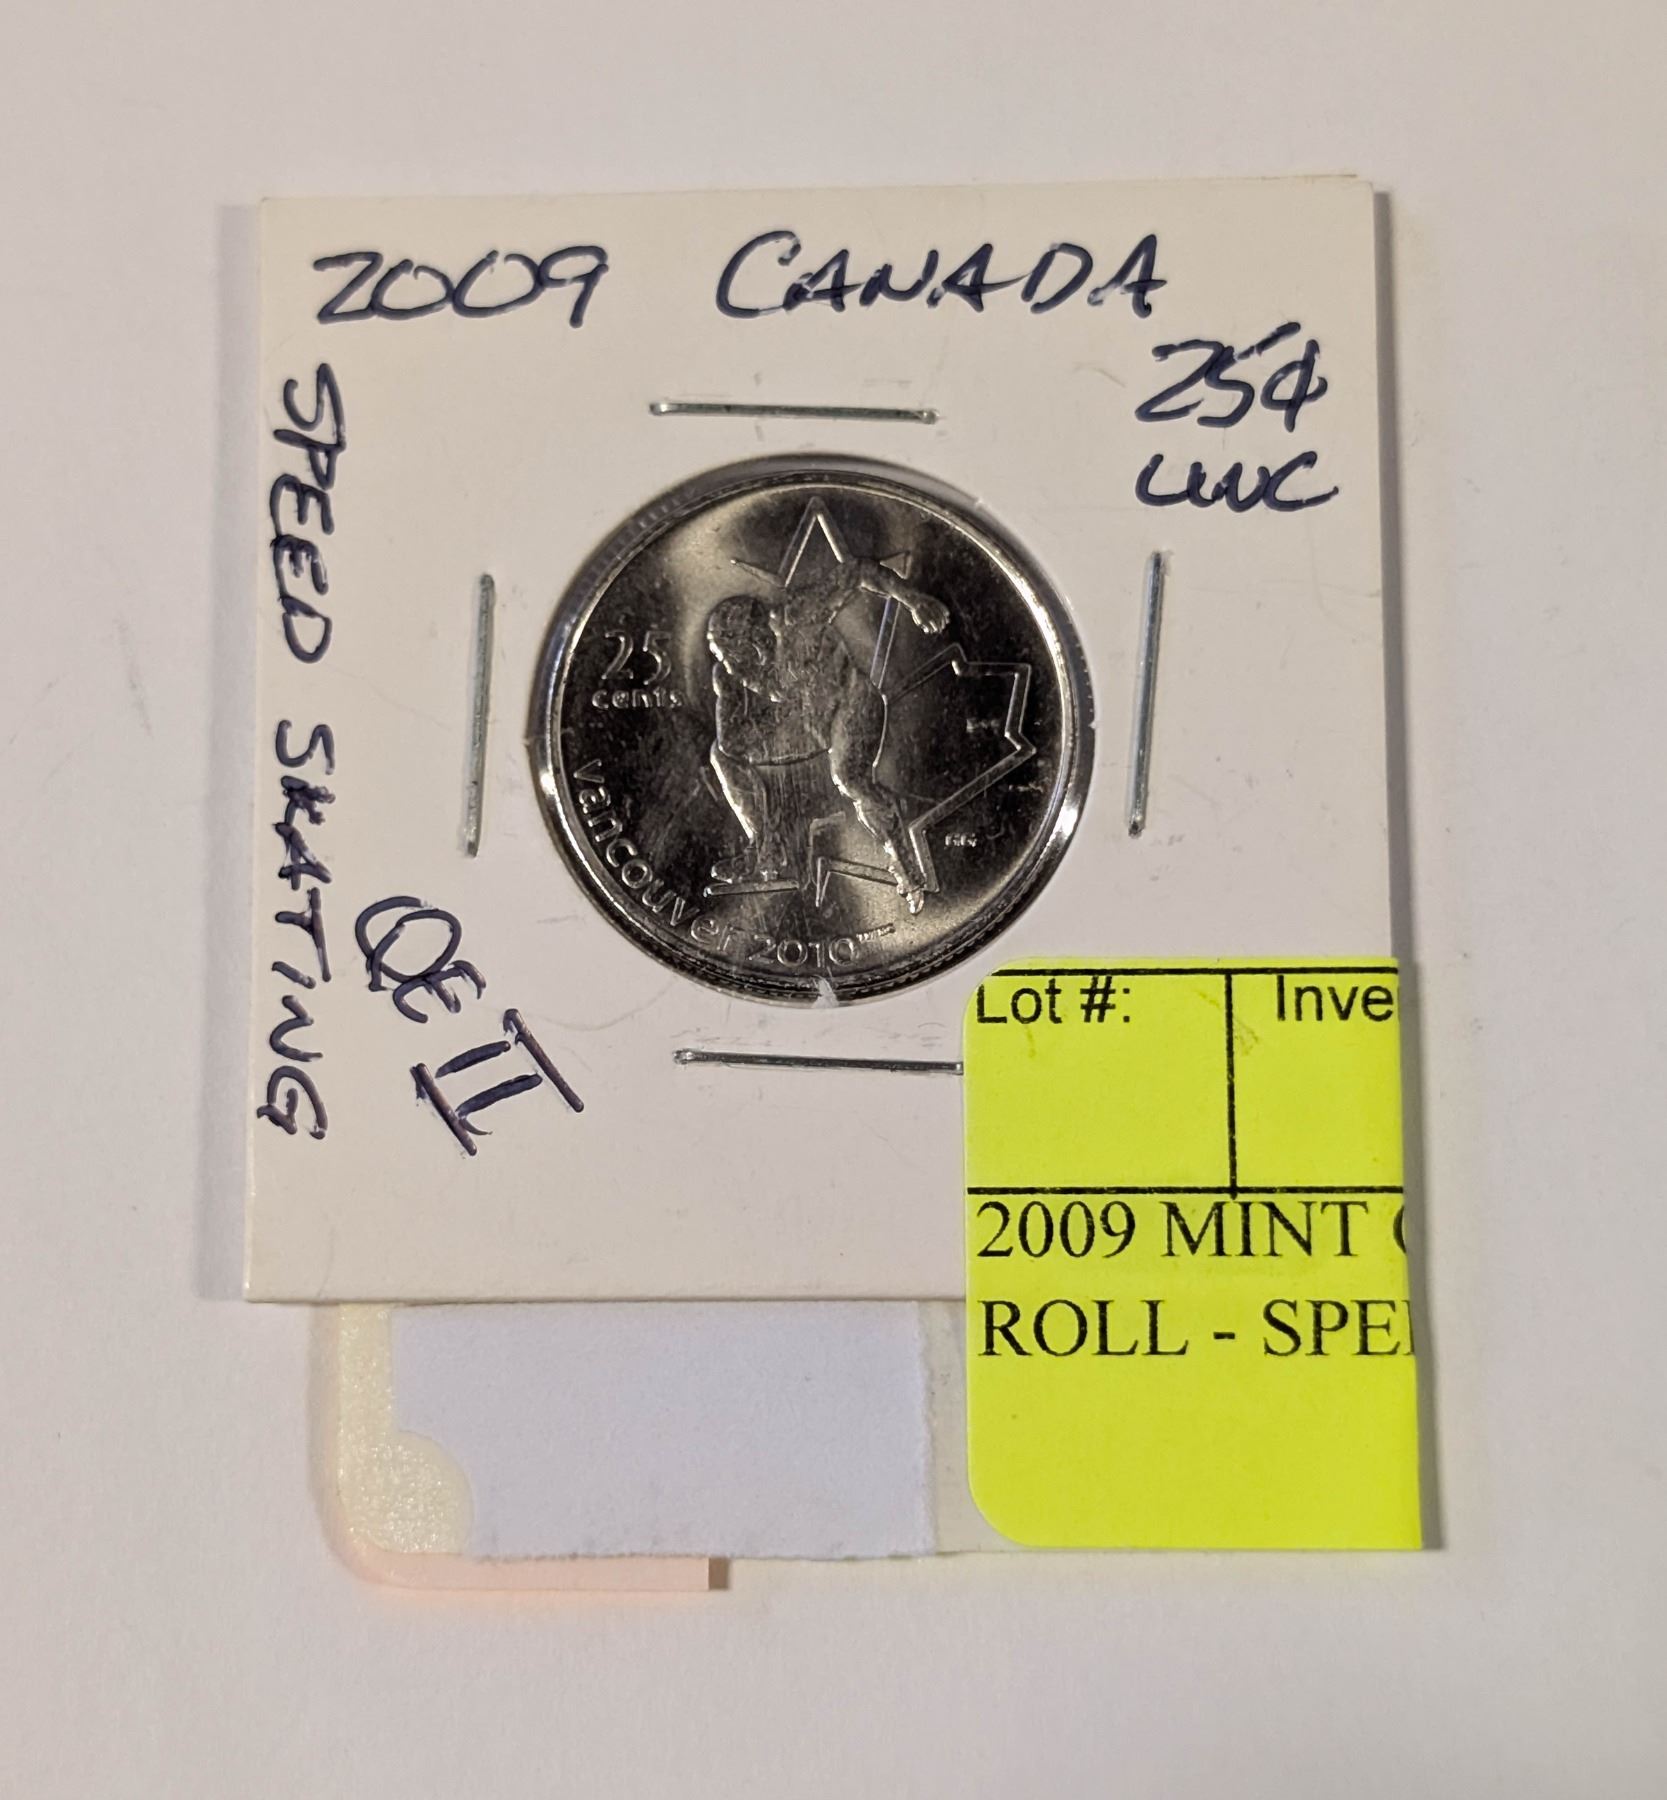 2009 CANADA
25¢
UNC
SPEED SKATING
QE II
25
cents
vancouver 2010
Lot #:
Inve
2009 MINT
ROLL - SPE